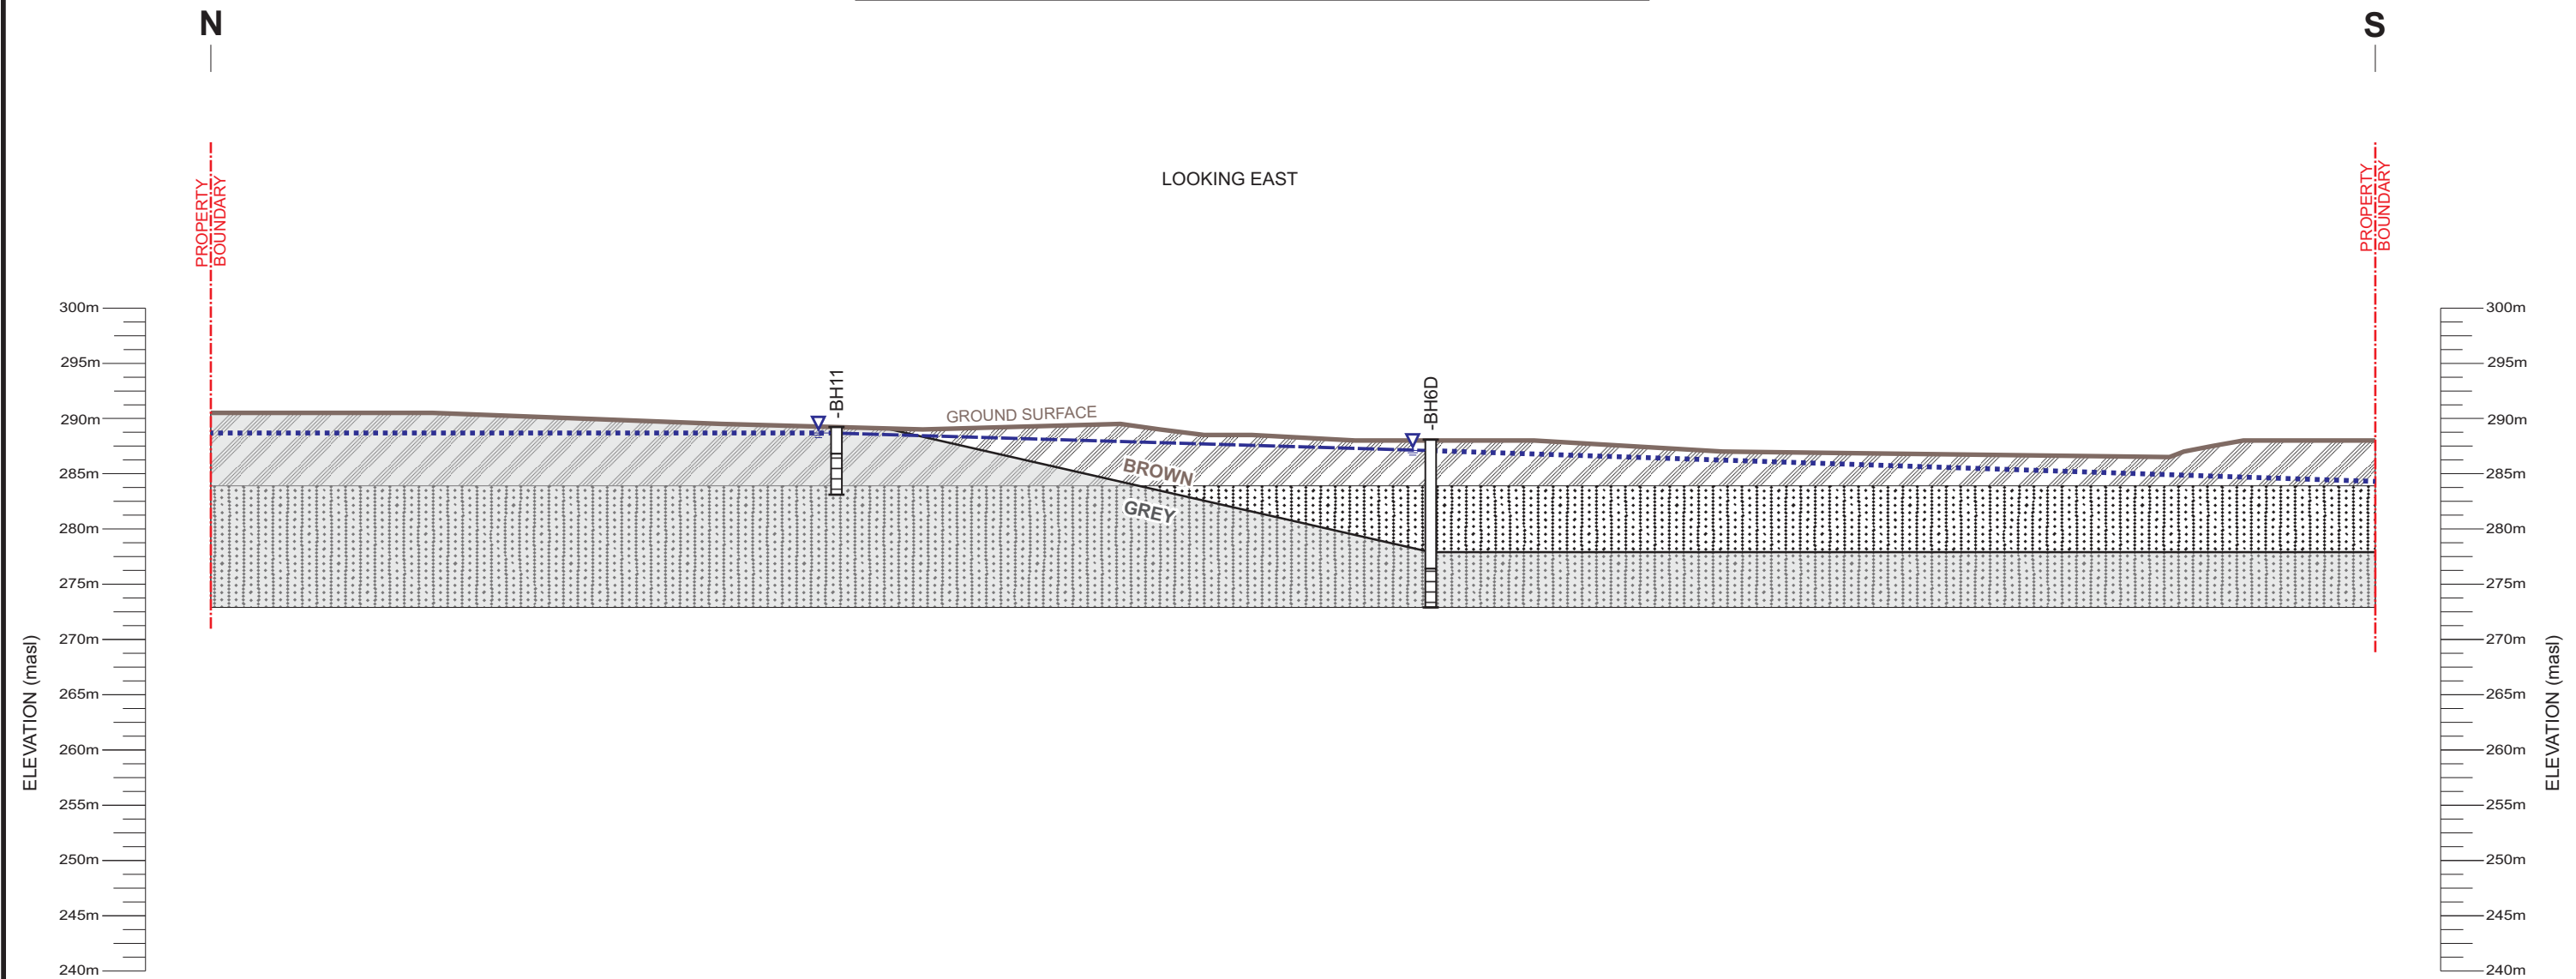 N
S
PROPERTY
BOUNDARY
PROPERTY
BOUNDARY
LOOKING EAST
300m
295m
290m
285m
280m
275m
270m
265m
260m
255m
250m
245m
240m
ELEVATION (masl)
-BH11
GROUND SURFACE
-BH6D
BROWN
GREY
300m
295m
290m
285m
280m
275m
270m
265m
260m
255m
250m
245m
240m
ELEVATION (masl)